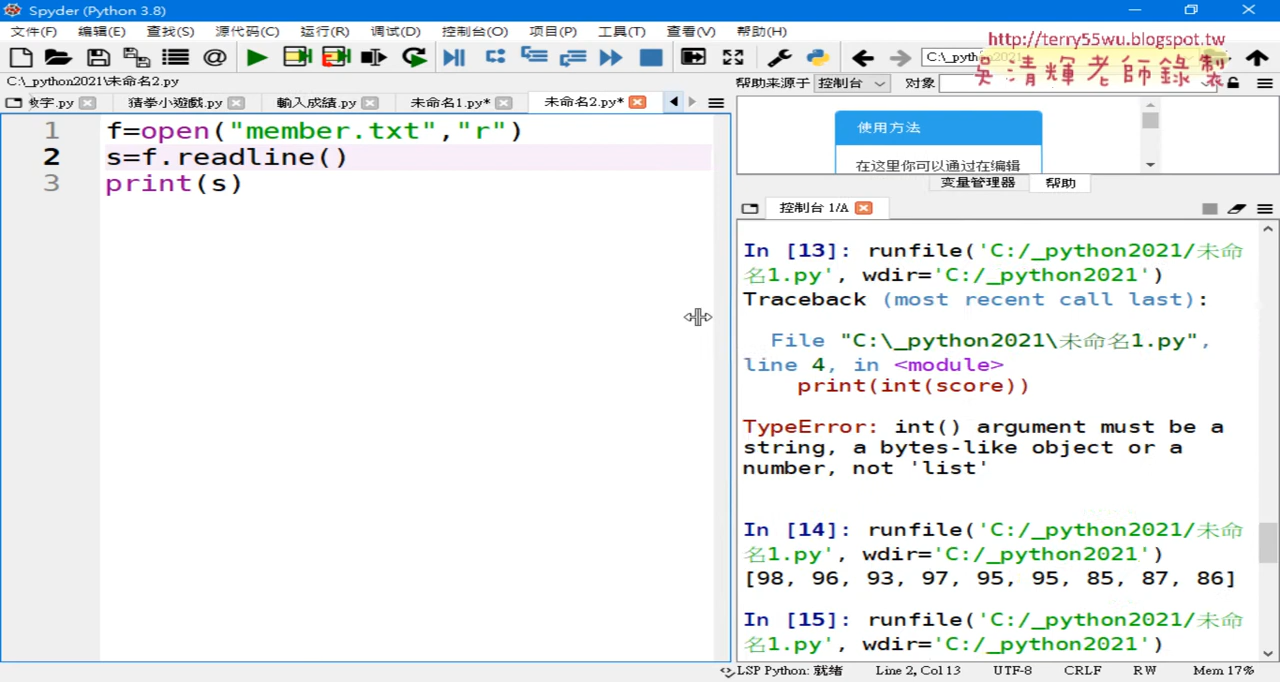 Spyder (Python 3.8)
文件(F) 编辑(E) 查找(S) 源代码(C) 运行(R) 调试(D) 控制台(O) 项目(P) 工具(T) 查看(V) 帮助(H)
http://terry55wu.blogspot.tw
吳清輝老師錄製
C:\_python2021\未命名2.py
帮助来源于 控制台 对象
数字.py 猜拳小遊戲.py 輸入成績.py 未命名1.py* 未命名2.py*
1 f=open("member.txt","r")
2 s=f.readline()
3 print(s)
使用方法
在这里你可以通过在编辑
变量管理器 帮助
控制台 1/A
In [13]: runfile('C:/_python2021/未命
名1.py', wdir='C:/_python2021')
Traceback (most recent call last):
File "C:\_python2021\未命名1.py",
line 4, in <module>
print(int(score))
TypeError: int() argument must be a
string, a bytes-like object or a
number, not 'list'
In [14]: runfile('C:/_python2021/未命
名1.py', wdir='C:/_python2021')
[98, 96, 93, 97, 95, 95, 85, 87, 86]
In [15]: runfile('C:/_python2021/未命
名1.py', wdir='C:/_python2021')
LSP Python: 就绪 Line 2, Col 13 UTF-8 CRLF RW Mem 17%